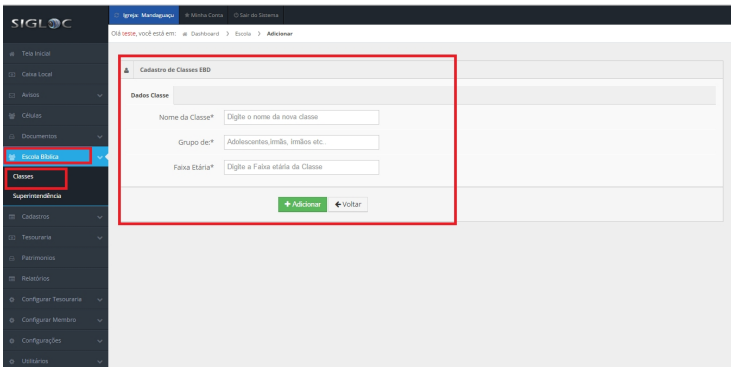 SIGLOC
Igreja: Mandaguaçu
Minha Conta
Sair do Sistema
Olá teste, você está em: Dashboard > Escola > Adicionar
Tela Inicial
Caixa Local
Avisos
Células
Documentos
Escola Bíblica
Classes
Superintendência
Cadastros
Tesouraria
Patrimonios
Relatórios
Configurar Tesouraria
Configurar Membro
Configurações
Utilitários
Cadastro de Classes EBD
Dados Classe
Nome da Classe* Digite o nome da nova classe
Grupo de:* Adolescentes,irmãs, irmãos etc..
Faixa Etária* Digite a Faixa etária da Classe
+ Adicionar
Voltar